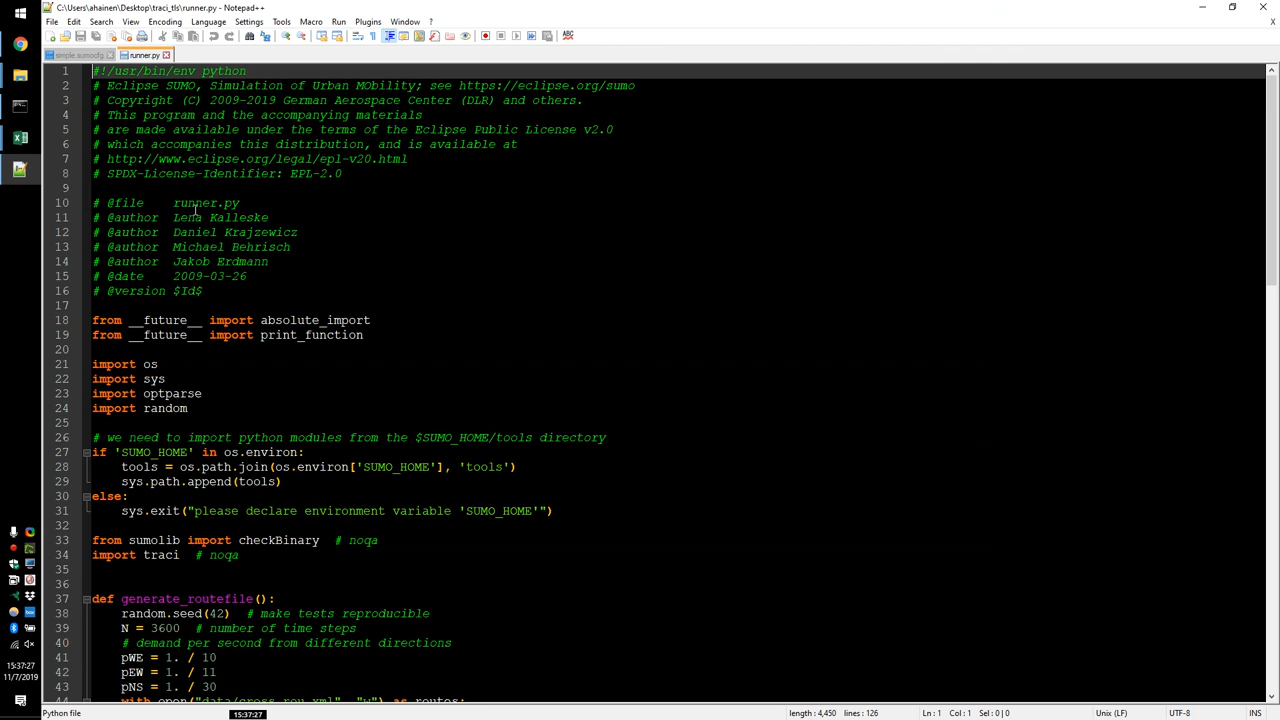 C:\Users\ahainen\Desktop\traci_tls\runner.py - Notepad++
File Edit Search View Encoding Language Settings Tools Macro Run Plugins Window ? X
simple.sumocfg runner.py
1 #!/usr/bin/env python
2 # Eclipse SUMO, Simulation of Urban MObility; see https://eclipse.org/sumo
3 # Copyright (C) 2009-2019 German Aerospace Center (DLR) and others.
4 # This program and the accompanying materials
5 # are made available under the terms of the Eclipse Public License v2.0
6 # which accompanies this distribution, and is available at
7 # http://www.eclipse.org/legal/epl-v20.html
8 # SPDX-License-Identifier: EPL-2.0
9
10 # @file    runner.py
11 # @author  Lena Kalleske
12 # @author  Daniel Krajzewicz
13 # @author  Michael Behrisch
14 # @author  Jakob Erdmann
15 # @date    2009-03-26
16 # @version $Id$
17
18 from __future__ import absolute_import
19 from __future__ import print_function
20
21 import os
22 import sys
23 import optparse
24 import random
25
26 # we need to import python modules from the $SUMO_HOME/tools directory
27 if 'SUMO_HOME' in os.environ:
28     tools = os.path.join(os.environ['SUMO_HOME'], 'tools')
29     sys.path.append(tools)
30 else:
31     sys.exit("please declare environment variable 'SUMO_HOME'")
32
33 from sumolib import checkBinary  # noqa
34 import traci  # noqa
35
36
37 def generate_routefile():
38     random.seed(42)  # make tests reproducible
39     N = 3600  # number of time steps
40     # demand per second from different directions
41     pWE = 1. / 10
42     pEW = 1. / 11
43     pNS = 1. / 30
44     with open("data/cross.rou.xml", "w") as routes:
15:37:27
11/7/2019
Python file 15:37:27 length : 4,450 lines : 126 Ln : 1 Col : 1 Sel : 0 | 0 Unix (LF) UTF-8 INS